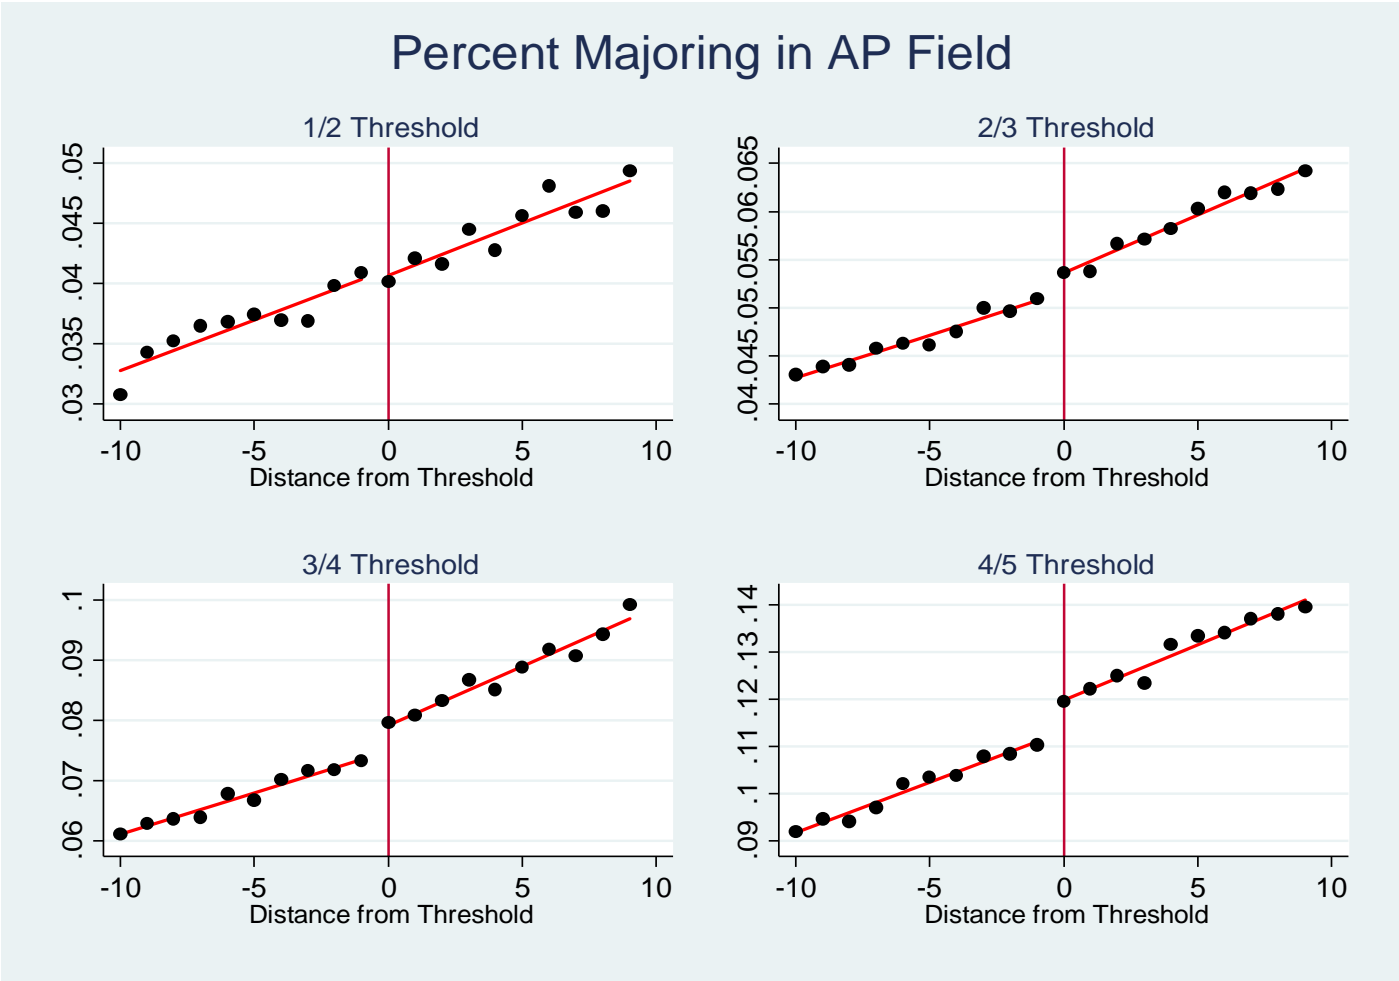 Percent Majoring in AP Field
1/2 Threshold
.05
.045
.04
.035
.03
-10 -5 0 5 10
Distance from Threshold
2/3 Threshold
.065
.06
.055
.05
.045
.04
-10 -5 0 5 10
Distance from Threshold
3/4 Threshold
.1
.09
.08
.07
.06
-10 -5 0 5 10
Distance from Threshold
4/5 Threshold
.14
.13
.12
.11
.1
.09
-10 -5 0 5 10
Distance from Threshold